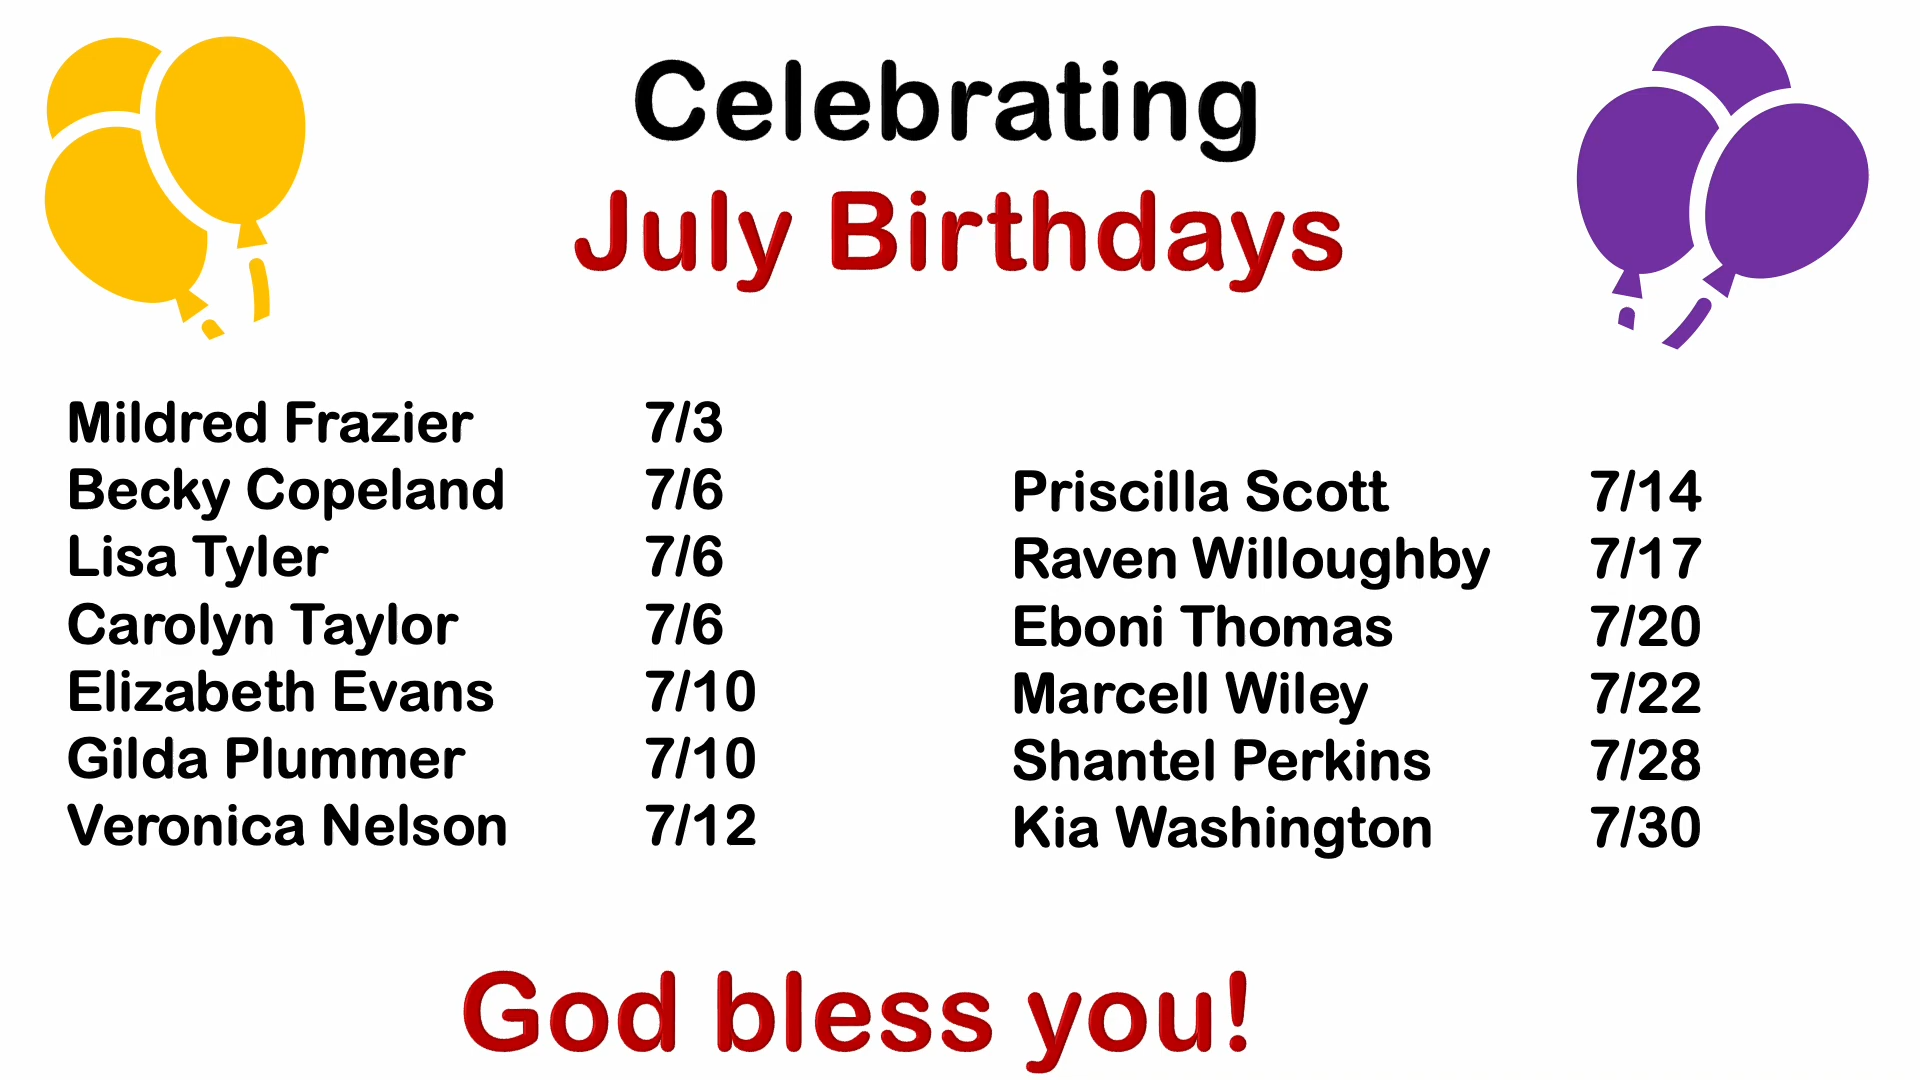 Celebrating
July Birthdays
Mildred Frazier 7/3
Becky Copeland 7/6
Lisa Tyler 7/6
Carolyn Taylor 7/6
Elizabeth Evans 7/10
Gilda Plummer 7/10
Veronica Nelson 7/12
Priscilla Scott 7/14
Raven Willoughby 7/17
Eboni Thomas 7/20
Marcell Wiley 7/22
Shantel Perkins 7/28
Kia Washington 7/30
God bless you!